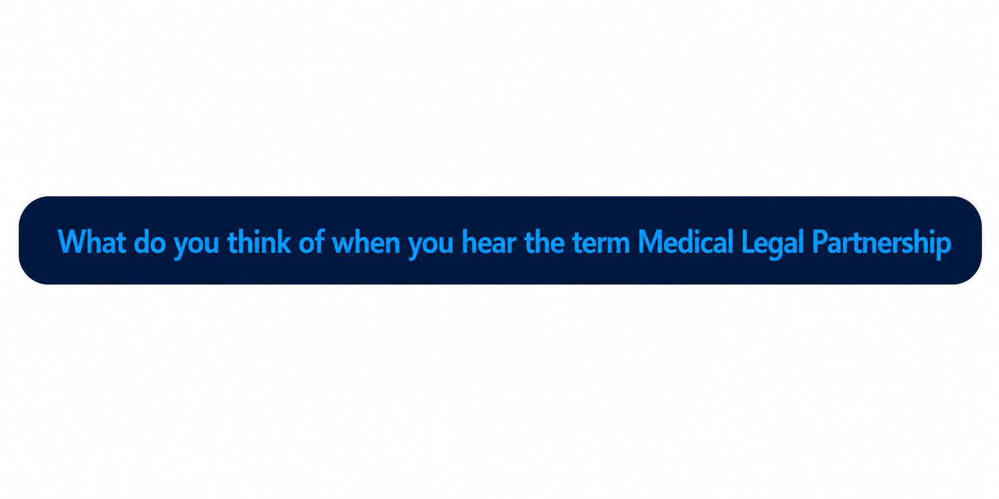 What do you think of when you hear the term Medical Legal Partnership